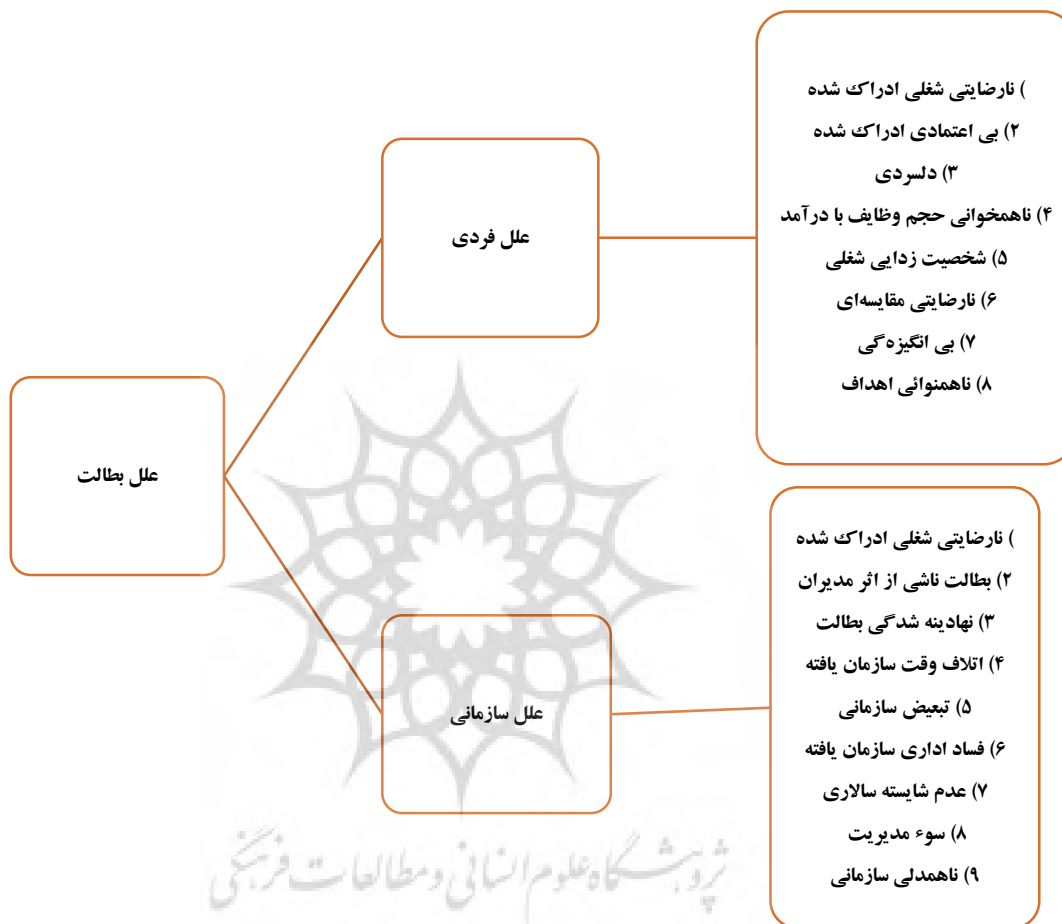 علل بطالت
علل فردی
) نارضایتی شغلی ادراک شده
۲) بی اعتمادی ادراک شده
۳) دلسردی
۴) ناهمخوانی حجم وظایف با درآمد
۵) شخصیت زدایی شغلی
۶) نارضایتی مقایسه‌ای
۷) بی انگیزه‌گی
۸) ناهمنوائی اهداف
علل سازمانی
) نارضایتی شغلی ادراک شده
۲) بطالت ناشی از اثر مدیران
۳) نهادینه شدگی بطالت
۴) اتلاف وقت سازمان یافته
۵) تبعیض سازمانی
۶) فساد اداری سازمان یافته
۷) عدم شایسته سالاری
۸) سوء مدیریت
۹) ناهمدلی سازمانی
پژوهشگاه علوم انسانی و مطالعات فرهنگی